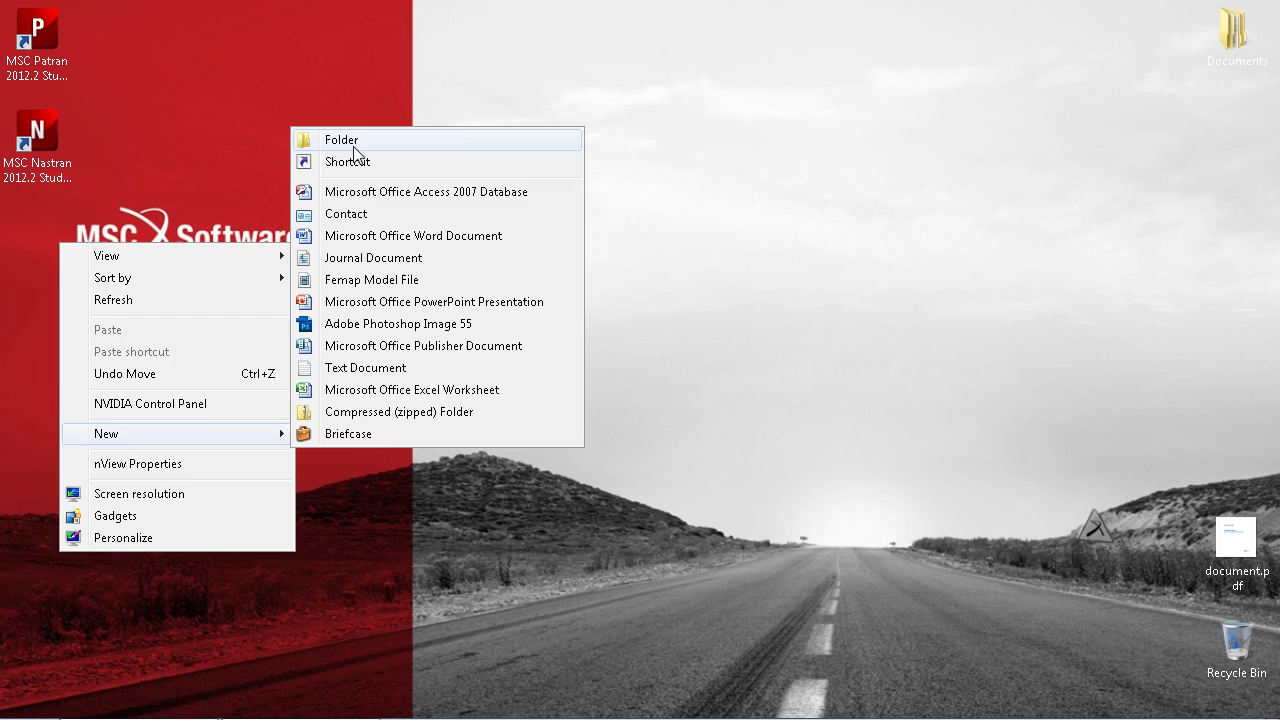 MSC Patran
2012.2 Stu...
MSC Nastran
2012.2 Stud...
MSC Software
View
Sort by
Refresh
Paste
Paste shortcut
Undo Move Ctrl+Z
NVIDIA Control Panel
New
nView Properties
Screen resolution
Gadgets
Personalize
Folder
Shortcut
Microsoft Office Access 2007 Database
Contact
Microsoft Office Word Document
Journal Document
Femap Model File
Microsoft Office PowerPoint Presentation
Adobe Photoshop Image 55
Microsoft Office Publisher Document
Text Document
Microsoft Office Excel Worksheet
Compressed (zipped) Folder
Briefcase
Documents
document.p
df
Recycle Bin